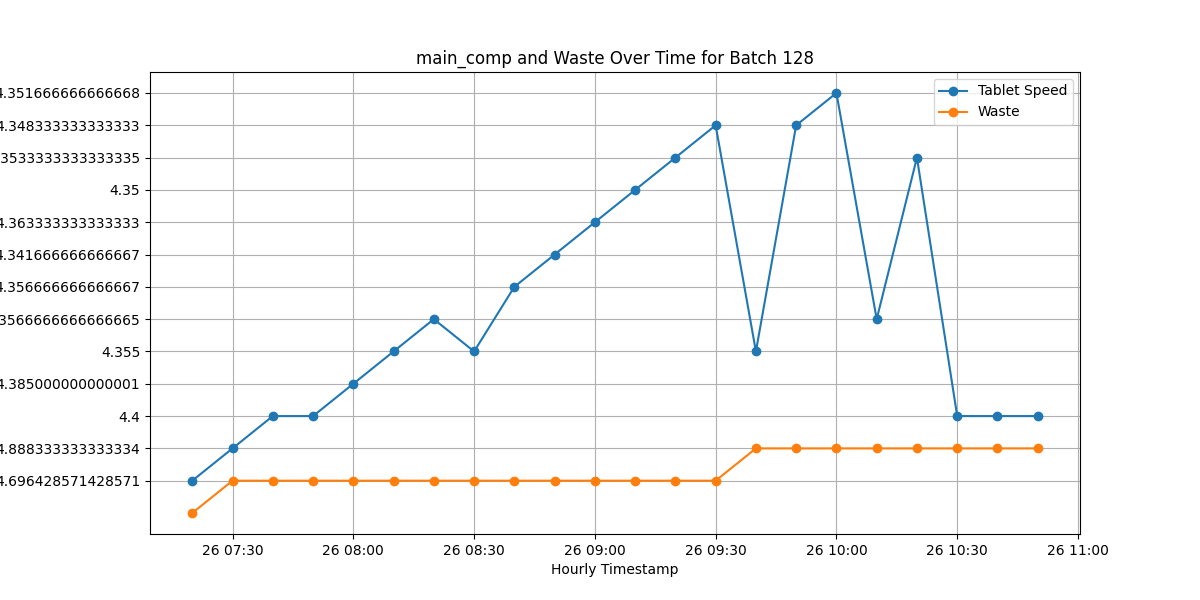 main_comp and Waste Over Time for Batch 128
Tablet Speed
Waste
4.351666666666668
4.348333333333333
3533333333333335
4.35
4.363333333333333
4.341666666666667
4.356666666666667
3566666666666665
4.355
4.385000000000001
4.4
4.888333333333334
4.696428571428571
26 07:30 26 08:00 26 08:30 26 09:00 26 09:30 26 10:00 26 10:30 26 11:00
Hourly Timestamp